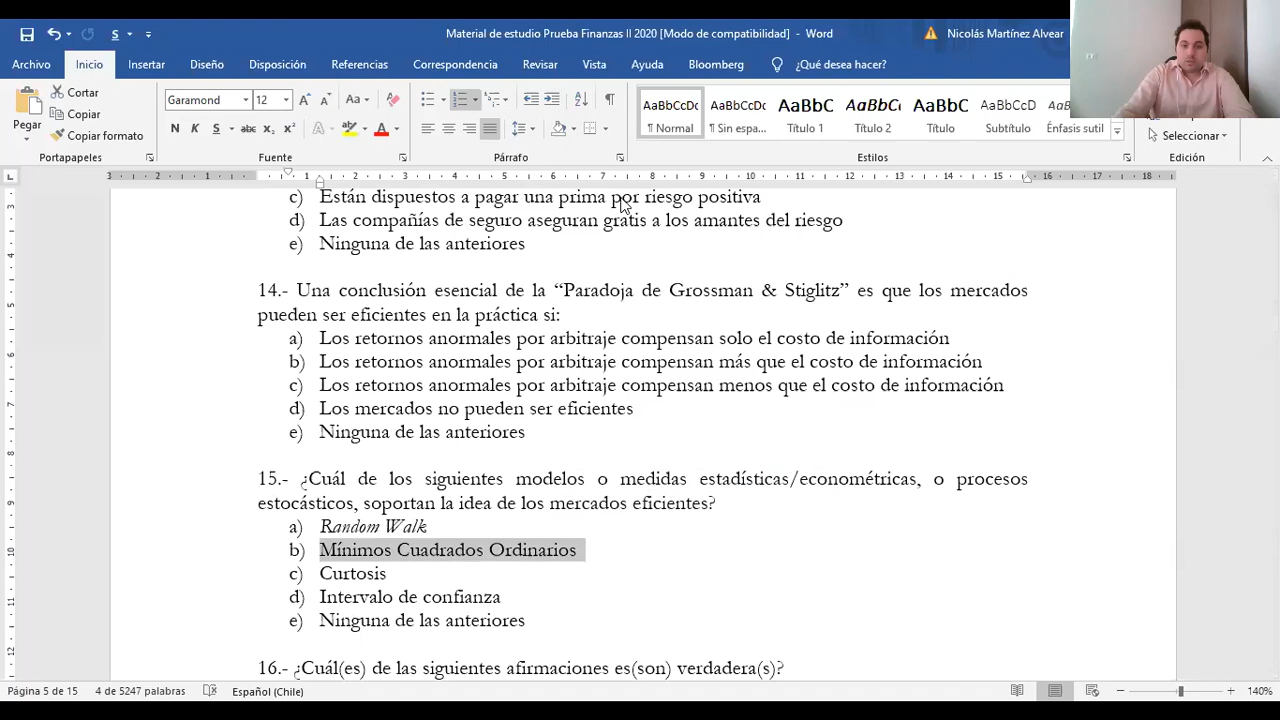 Material de estudio Prueba Finanzas II 2020 [Modo de compatibilidad] - Word
Nicolás Martínez Alvear
Archivo Inicio Insertar Diseño Disposición Referencias Correspondencia Revisar Vista Ayuda Bloomberg ¿Qué desea hacer?
Pegar
Cortar
Copiar
Copiar formato
Portapapeles
Garamond 12
Fuente
Párrafo
AaBbCcDc AaBbCcDc AaBbC AaBbCc AaBbC AaBbCcD AaBbCcDc
¶ Normal ¶ Sin espa... Título 1 Título 2 Título Subtítulo Énfasis sutil
Estilos
Seleccionar
Edición
c) Están dispuestos a pagar una prima por riesgo positiva
d) Las compañías de seguro aseguran gratis a los amantes del riesgo
e) Ninguna de las anteriores
14.- Una conclusión esencial de la “Paradoja de Grossman & Stiglitz” es que los mercados
pueden ser eficientes en la práctica si:
a) Los retornos anormales por arbitraje compensan solo el costo de información
b) Los retornos anormales por arbitraje compensan más que el costo de información
c) Los retornos anormales por arbitraje compensan menos que el costo de información
d) Los mercados no pueden ser eficientes
e) Ninguna de las anteriores
15.- ¿Cuál de los siguientes modelos o medidas estadísticas/econométricas, o procesos
estocásticos, soportan la idea de los mercados eficientes?
a) Random Walk
b) Mínimos Cuadrados Ordinarios
c) Curtosis
d) Intervalo de confianza
e) Ninguna de las anteriores
16.- ¿Cuál(es) de las siguientes afirmaciones es(son) verdadera(s)?
Página 5 de 15 4 de 5247 palabras Español (Chile) 140%